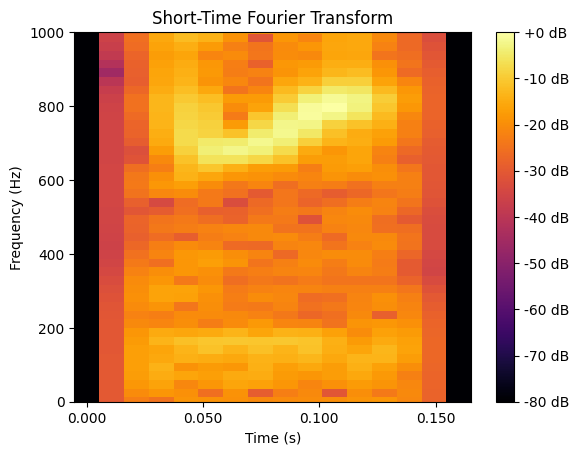 Short-Time Fourier Transform
1000
800
600
400
200
0
Frequency (Hz)
0.000
0.050
0.100
0.150
Time (s)
+0 dB
-10 dB
-20 dB
-30 dB
-40 dB
-50 dB
-60 dB
-70 dB
-80 dB